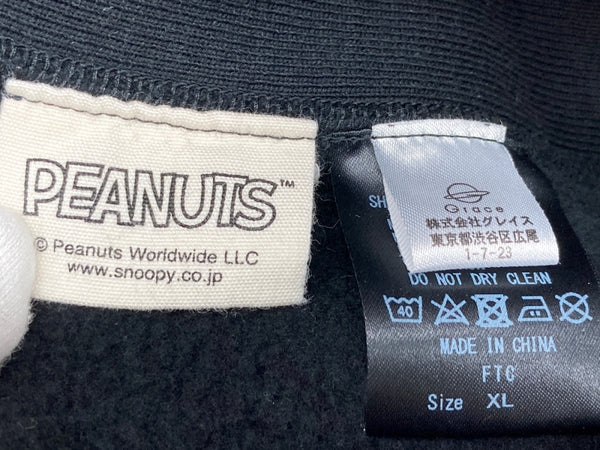 PEANUTS™
© Peanuts Worldwide LLC
www.snoopy.co.jp
Grace
株式会社グレイス
東京都渋谷区広尾
1-7-23
SH
DO NOT DRY CLEAN
40
MADE IN CHINA
FTC
Size XL